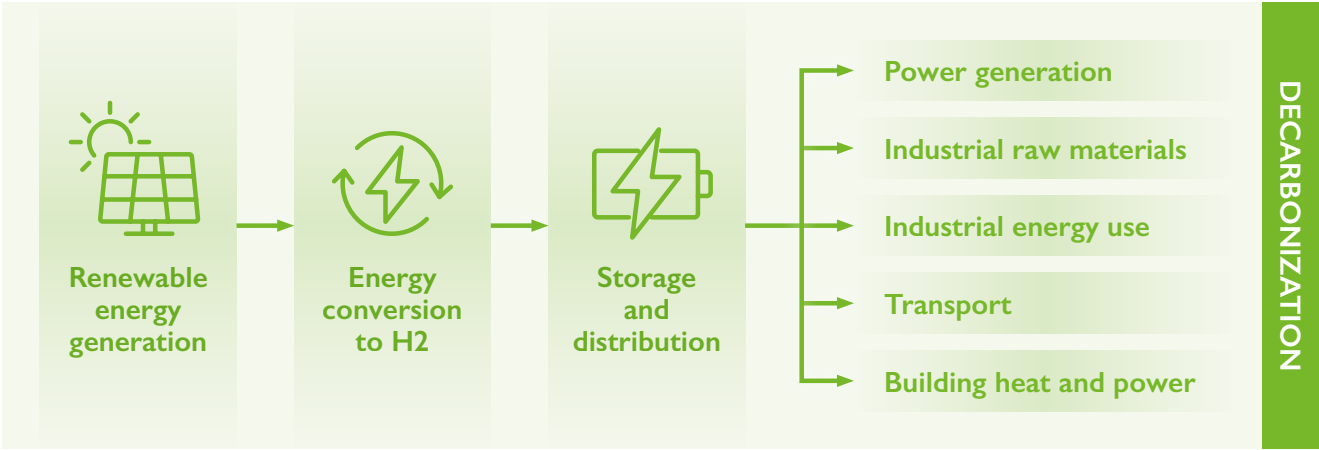 Renewable
energy
generation
Energy
conversion
to H2
Storage
and
distribution
Power generation
Industrial raw materials
Industrial energy use
Transport
Building heat and power
DECARBONIZATION